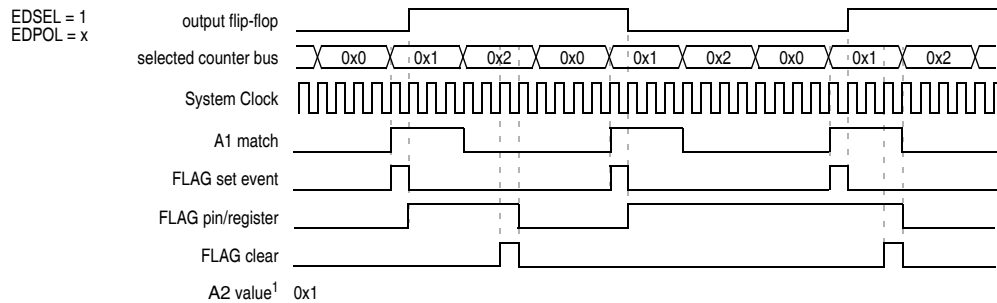 EDSEL = 1
EDPOL = x
output flip-flop
selected counter bus 0x0 0x1 0x2 0x0 0x1 0x2 0x0 0x1 0x2
System Clock
A1 match
FLAG set event
FLAG pin/register
FLAG clear
A2 value1 0x1